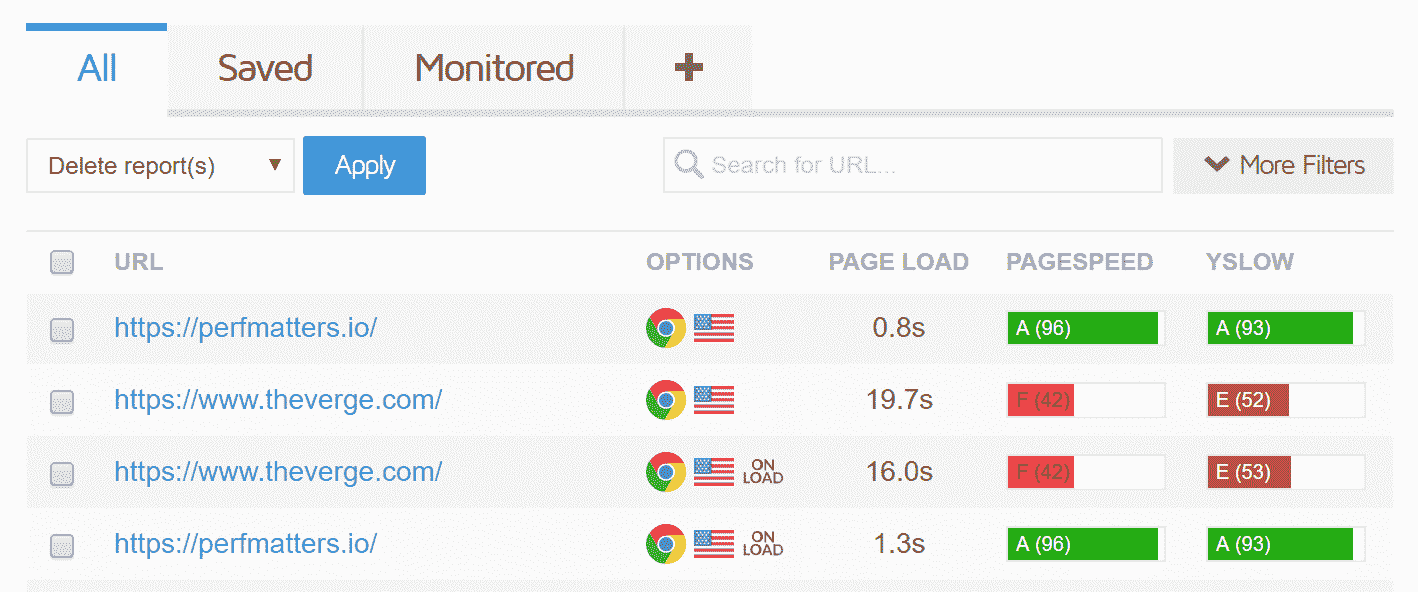 All Saved Monitored +
Delete report(s) Apply Search for URL... More Filters
URL OPTIONS PAGE LOAD PAGESPEED YSLOW
https://perfmatters.io/ 0.8s A (96) A (93)
https://www.theverge.com/ 19.7s F (42) E (52)
https://www.theverge.com/ ON LOAD 16.0s F (42) E (53)
https://perfmatters.io/ ON LOAD 1.3s A (96) A (93)